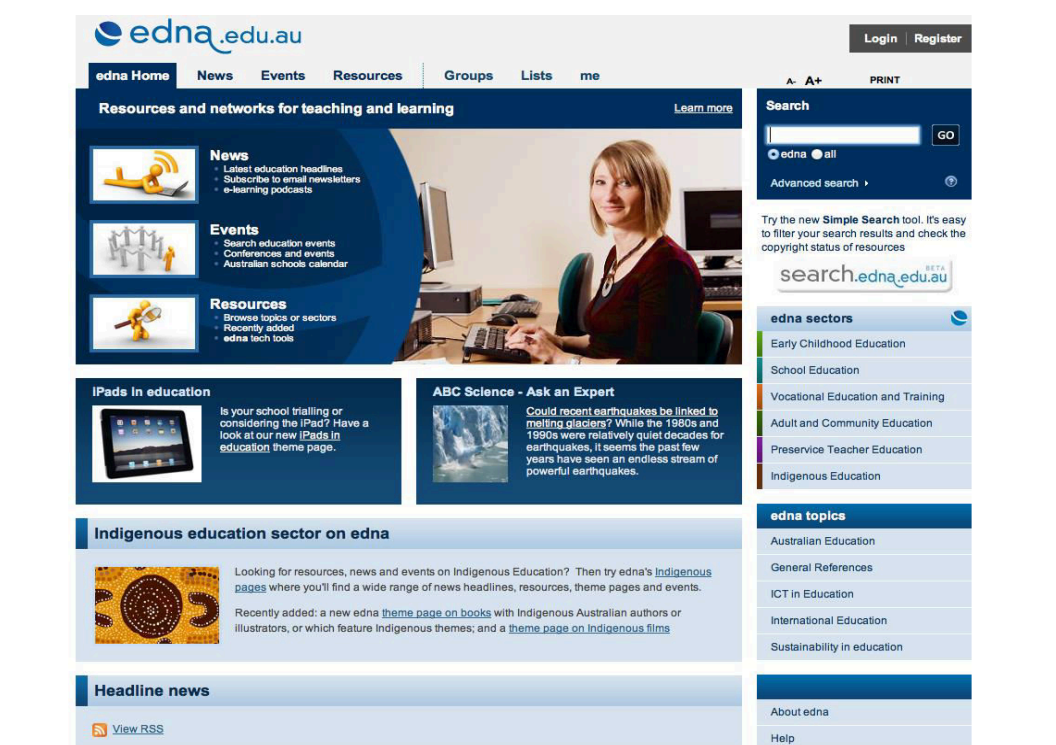 edna.edu.au
Login | Register
edna Home News Events Resources Groups Lists me
A- A+ PRINT
Resources and networks for teaching and learning Learn more
News
Latest education headlines
Subscribe to email newsletters
e-learning podcasts
Events
Search education events
Conferences and events
Australian schools calendar
Resources
Browse topics or sectors
Recently added
edna tech tools
Search
GO
edna all
Advanced search ?
Try the new Simple Search tool. It's easy
to filter your search results and check the
copyright status of resources
BETA
search.edna.edu.au
iPads in education
Is your school trialling or
considering the iPad? Have a
look at our new iPads in
education theme page.
ABC Science - Ask an Expert
Could recent earthquakes be linked to
melting glaciers? While the 1980s and
1990s were relatively quiet decades for
earthquakes, it seems the past few
years have seen an endless stream of
powerful earthquakes.
edna sectors
Early Childhood Education
School Education
Vocational Education and Training
Adult and Community Education
Preservice Teacher Education
Indigenous Education
Indigenous education sector on edna
Looking for resources, news and events on Indigenous Education? Then try edna's Indigenous
pages where you'll find a wide range of news headlines, resources, theme pages and events.
Recently added: a new edna theme page on books with Indigenous Australian authors or
illustrators, or which feature Indigenous themes; and a theme page on Indigenous films
edna topics
Australian Education
General References
ICT in Education
International Education
Sustainability in education
Headline news
View RSS
About edna
Help